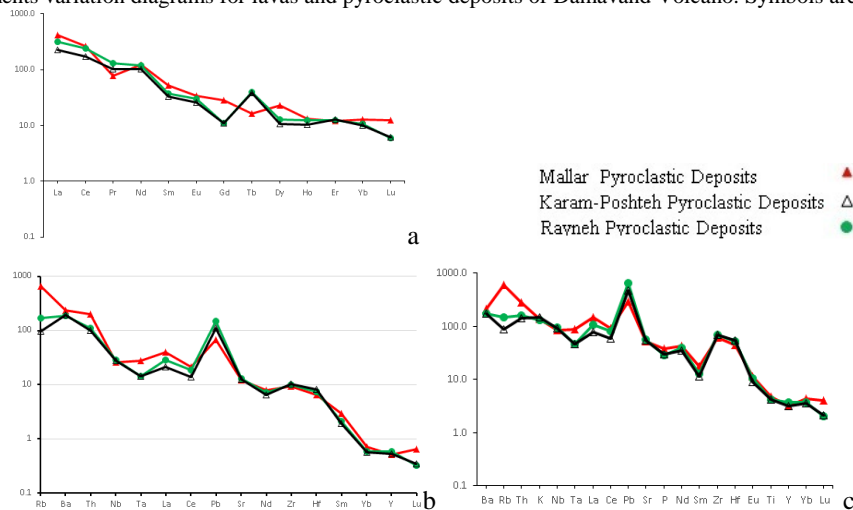 ments variation diagrams for lavas and pyroclastic deposits of Damavand Volcano. Symbols are
1000.0
100.0
10.0
1.0
0.1
La Ce Pr Nd Sm Eu Gd Tb Dy Ho Er Yb Lu
a
Mallar Pyroclastic Deposits
Karam-Poshteh Pyroclastic Deposits
Rayneh Pyroclastic Deposits
1000
100
10
1
0.1
Rb Ba Th Nb Ta La Ce Pb Sr Nd Zr Hf Sm Yb Y Lu
b
1000.0
100.0
10.0
1.0
0.1
Ba Rb Th K Nb Ta La Ce Pb Sr P Nd Sm Zr Hf Eu Ti Y Yb Lu
c